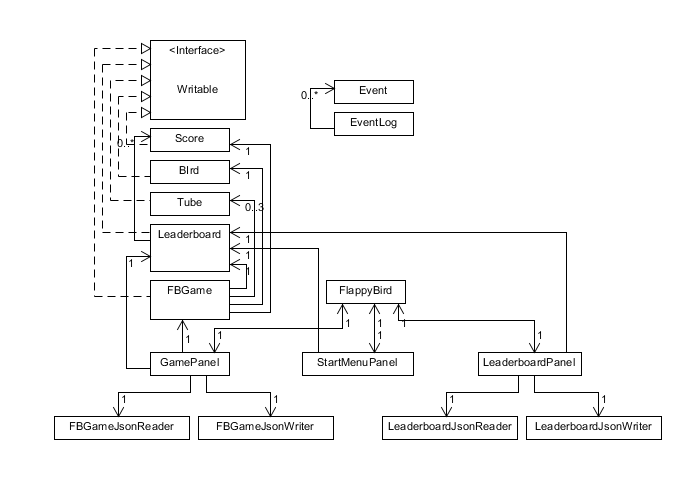 <Interface>
Writable
Event
0..*
EventLog
Score
0..*
1
BIrd
1
Tube
0..3
Leaderboard
1
1
1
1
FBGame
FlappyBird
1
1
1
1
1
1
1
1
GamePanel
StartMenuPanel
LeaderboardPanel
1
1
1
1
FBGameJsonReader
FBGameJsonWriter
LeaderboardJsonReader
LeaderboardJsonWriter